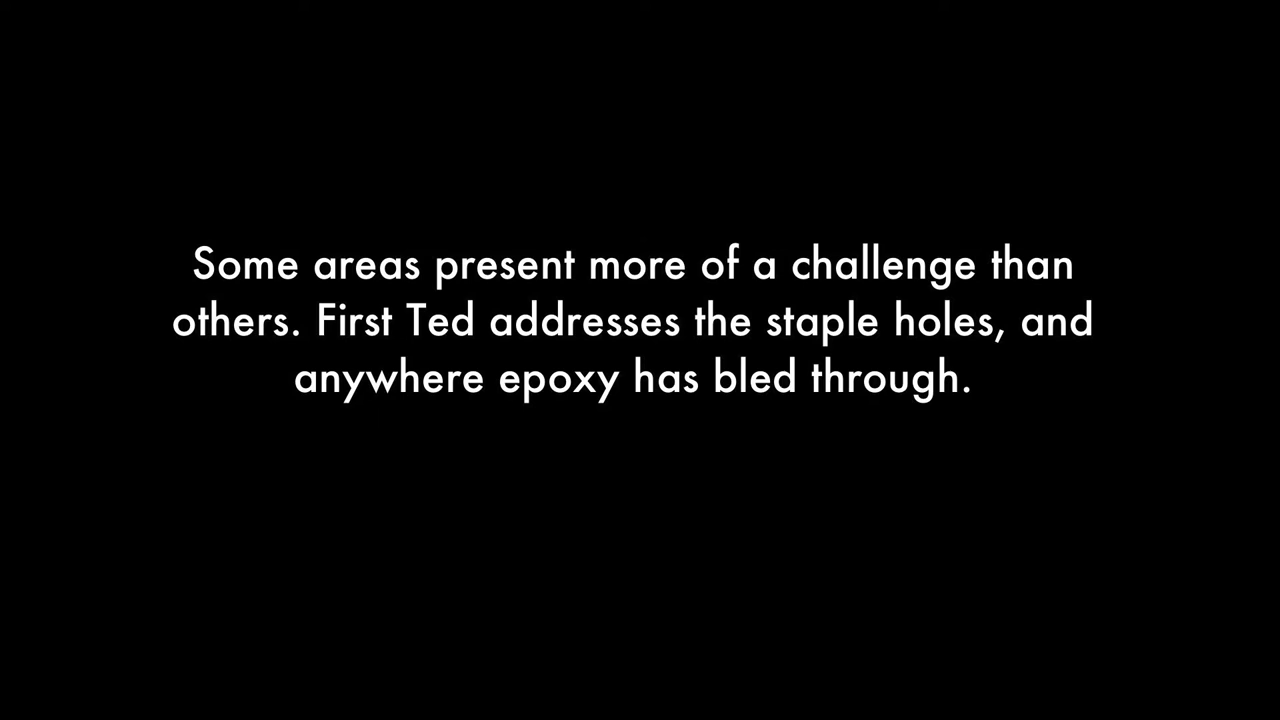 Some areas present more of a challenge than
others. First Ted addresses the staple holes, and
anywhere epoxy has bled through.